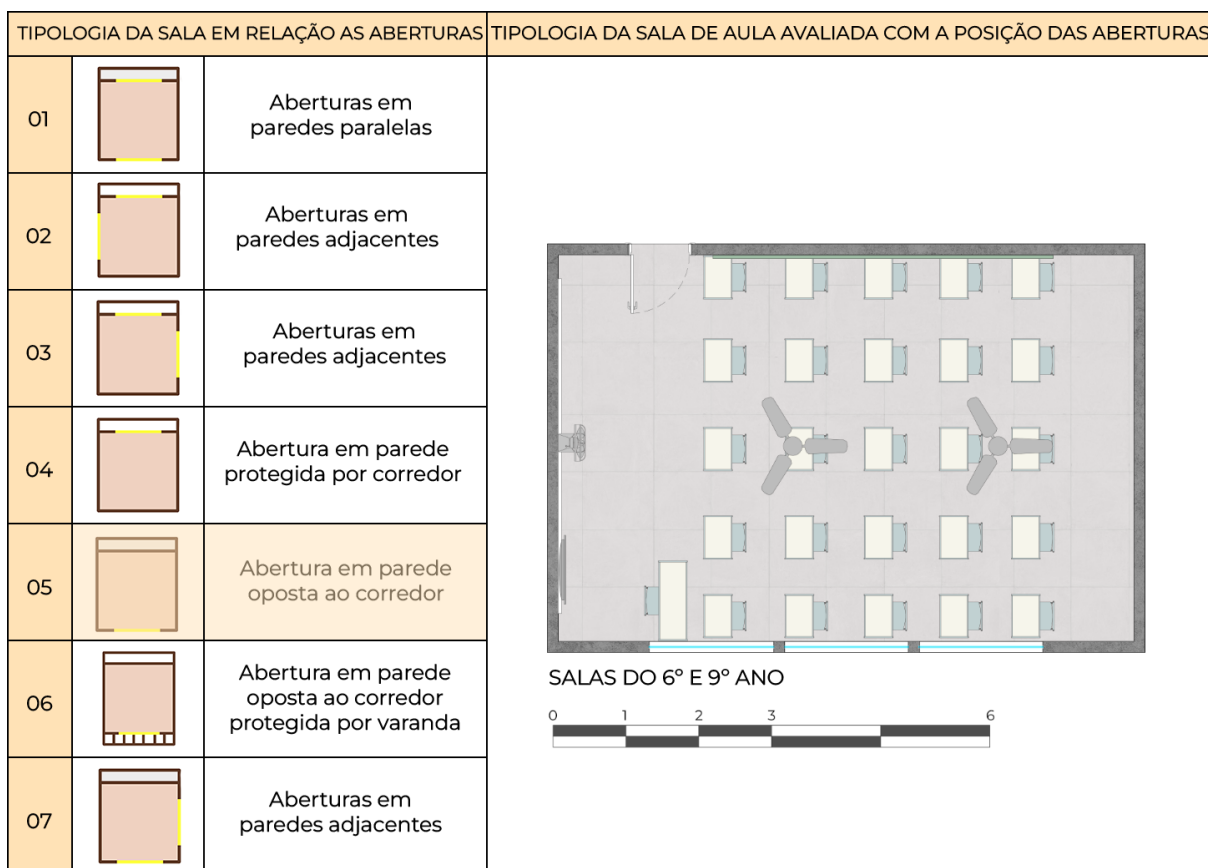 TIPOLOGIA DA SALA EM RELAÇÃO AS ABERTURAS
TIPOLOGIA DA SALA DE AULA AVALIADA COM A POSIÇÃO DAS ABERTURAS
01
Aberturas em
paredes paralelas
02
Aberturas em
paredes adjacentes
03
Aberturas em
paredes adjacentes
04
Abertura em parede
protegida por corredor
05
Abertura em parede
oposta ao corredor
06
Abertura em parede
oposta ao corredor
protegida por varanda
07
Aberturas em
paredes adjacentes
SALAS DO 6º E 9º ANO
0 1 2 3 6